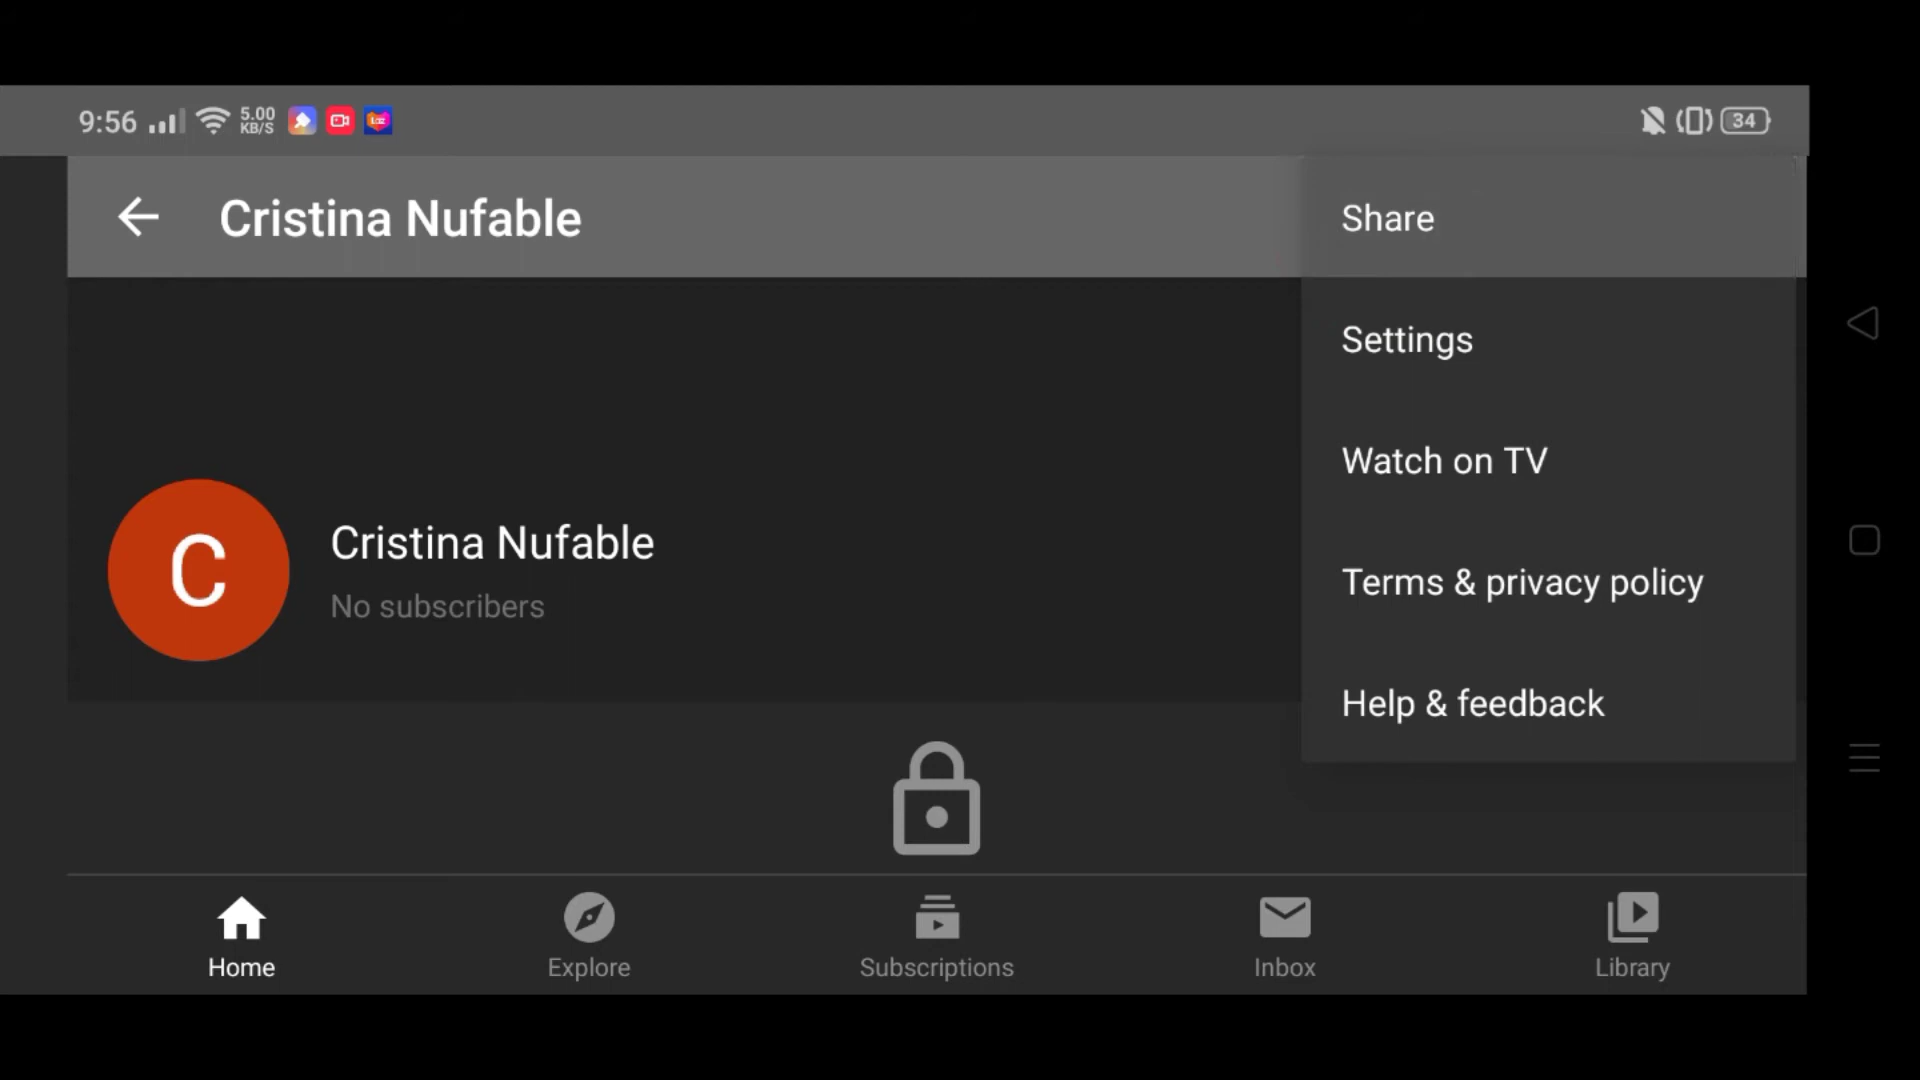 9:56
5.00
KB/S
Laz
34
Cristina Nufable
Share
Settings
Watch on TV
C
Cristina Nufable
No subscribers
Terms & privacy policy
Help & feedback
Home
Explore
Subscriptions
Inbox
Library